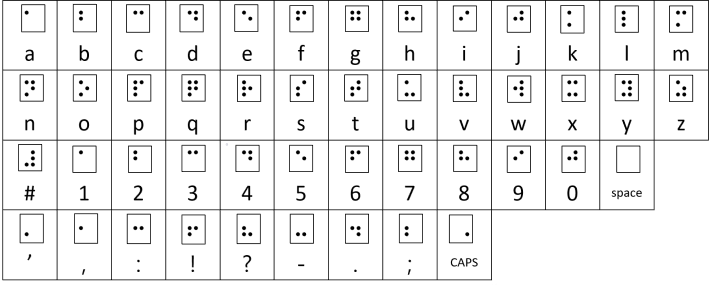 a b c d e f g h i j k l m
n o p q r s t u v w x y z
# 1 2 3 4 5 6 7 8 9 0 space
’ , : ! ? - . ; CAPS